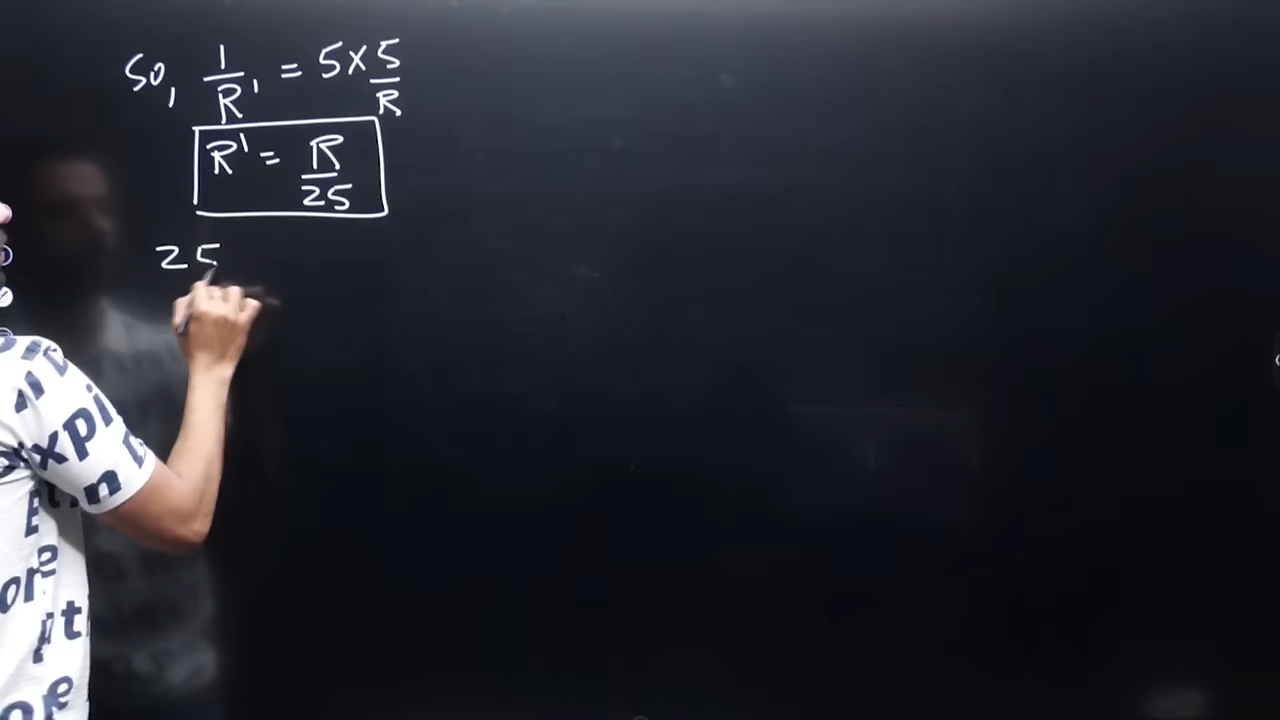 So, 1/R' = 5 × 5/R
R' = R/25
25